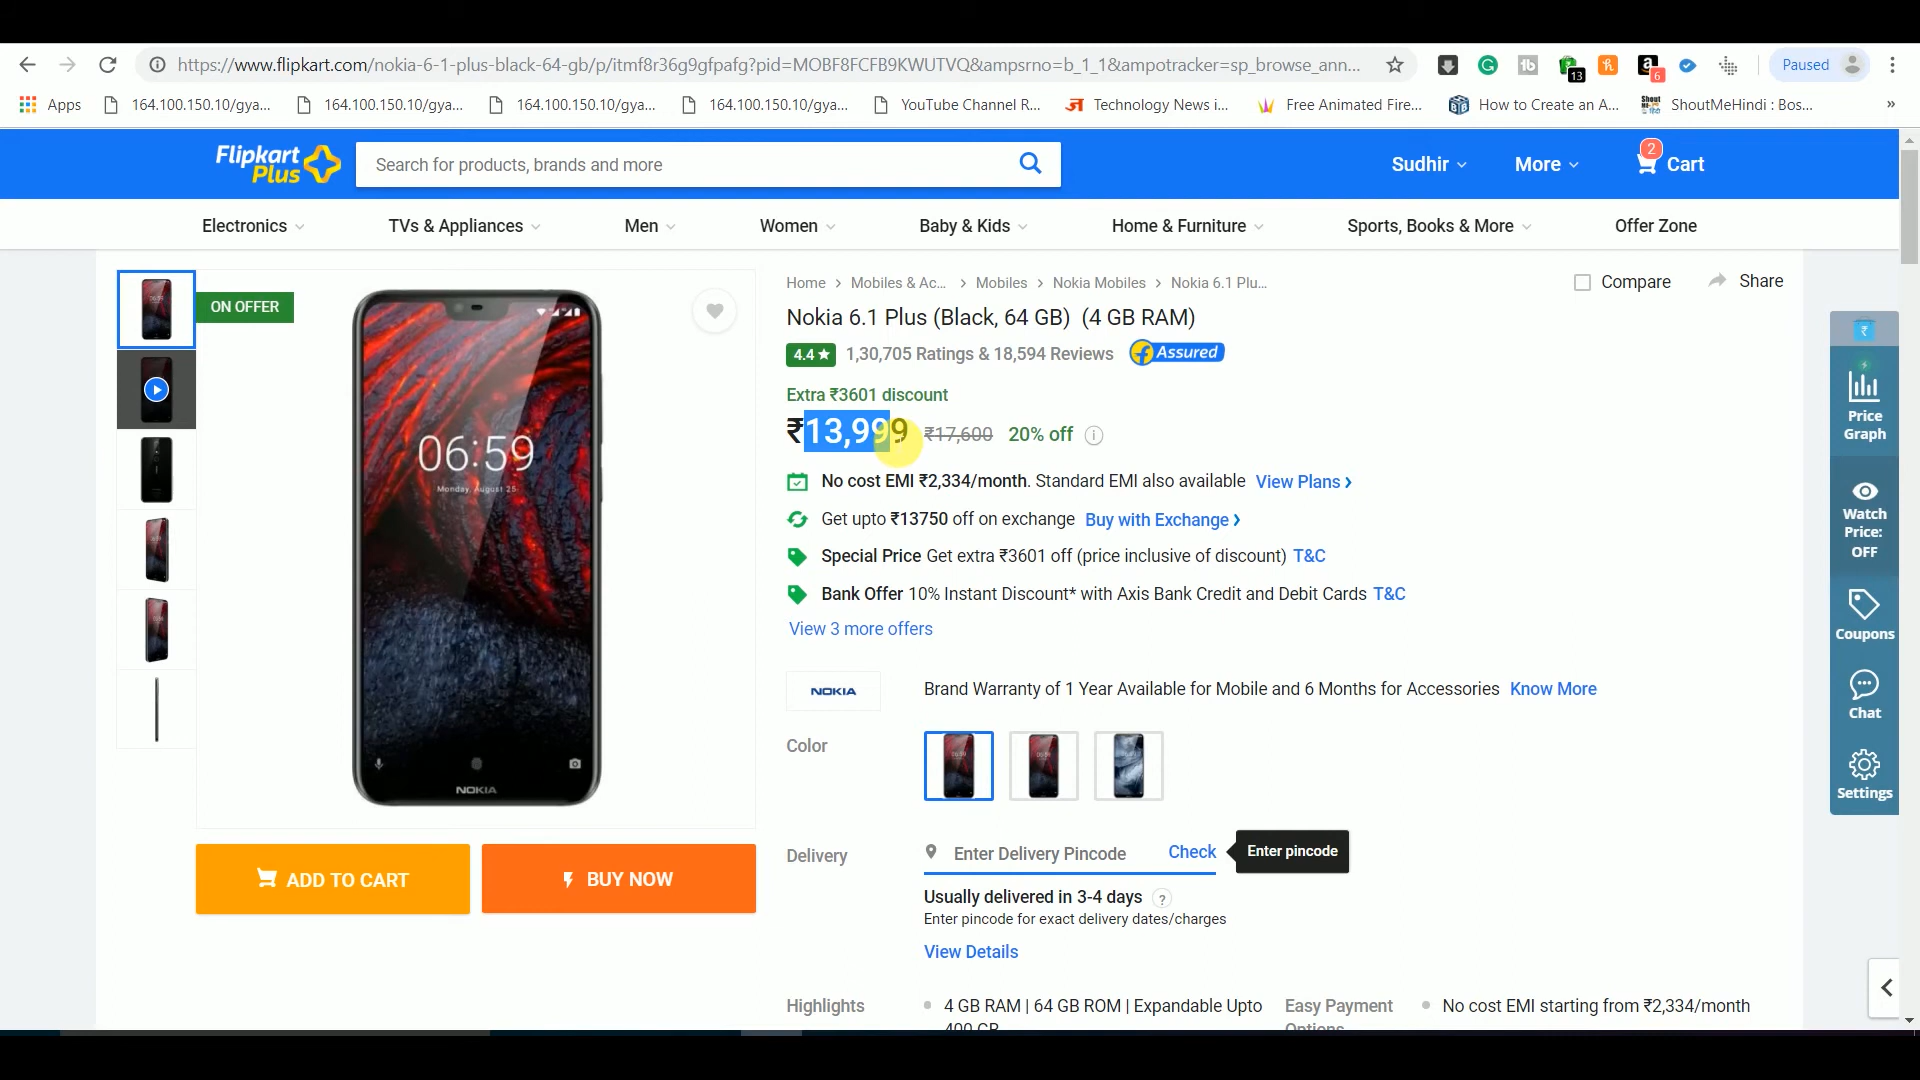 https://www.flipkart.com/nokia-6-1-plus-black-64-gb/p/itmf8r36g9gfpafg?pid=MOBF8FCFB9KWUTVQ&ampsrno=b_1_1&ampotracker=sp_browse_ann...
13
6
Paused
Apps
164.100.150.10/gya...
164.100.150.10/gya...
164.100.150.10/gya...
164.100.150.10/gya...
YouTube Channel R...
Technology News i...
Free Animated Fire...
How to Create an A...
ShoutMeHindi : Bos...
Flipkart
Plus
Search for products, brands and more
Sudhir
More
2
Cart
Electronics
TVs & Appliances
Men
Women
Baby & Kids
Home & Furniture
Sports, Books & More
Offer Zone
ON OFFER
06:59
Monday, August 25
NOKIA
ADD TO CART
BUY NOW
Home > Mobiles & Ac... > Mobiles > Nokia Mobiles > Nokia 6.1 Plu...
Compare
Share
Nokia 6.1 Plus (Black, 64 GB) (4 GB RAM)
4.4★ 1,30,705 Ratings & 18,594 Reviews Assured
Extra ₹3601 discount
₹13,999 ₹17,600 20% off
No cost EMI ₹2,334/month. Standard EMI also available View Plans >
Get upto ₹13750 off on exchange Buy with Exchange >
Special Price Get extra ₹3601 off (price inclusive of discount) T&C
Bank Offer 10% Instant Discount* with Axis Bank Credit and Debit Cards T&C
View 3 more offers
NOKIA
Brand Warranty of 1 Year Available for Mobile and 6 Months for Accessories Know More
Color
Delivery
Enter Delivery Pincode
Check
Enter pincode
Usually delivered in 3-4 days ?
Enter pincode for exact delivery dates/charges
View Details
Highlights
4 GB RAM | 64 GB ROM | Expandable Upto
400 GB
Easy Payment
Options
No cost EMI starting from ₹2,334/month
Price
Graph
Watch
Price:
OFF
Coupons
Chat
Settings